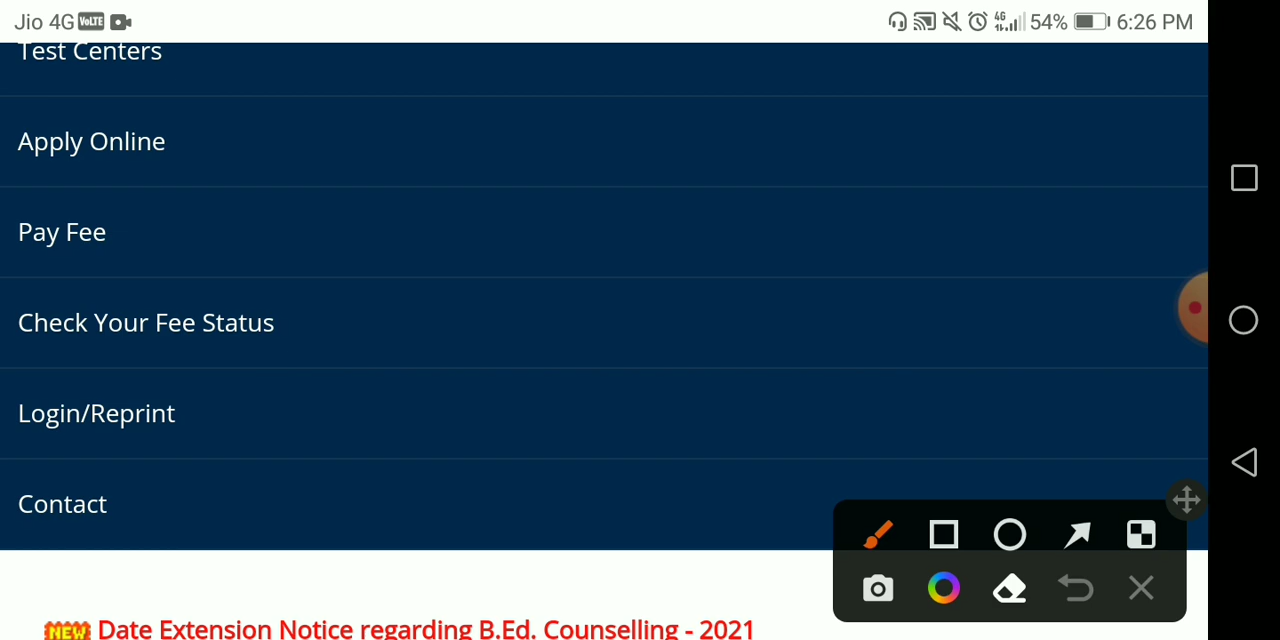 Jio 4G VoLTE 4G 54% 6:26 PM
Test Centers
Apply Online
Pay Fee
Check Your Fee Status
Login/Reprint
Contact
NEW Date Extension Notice regarding B.Ed. Counselling - 2021